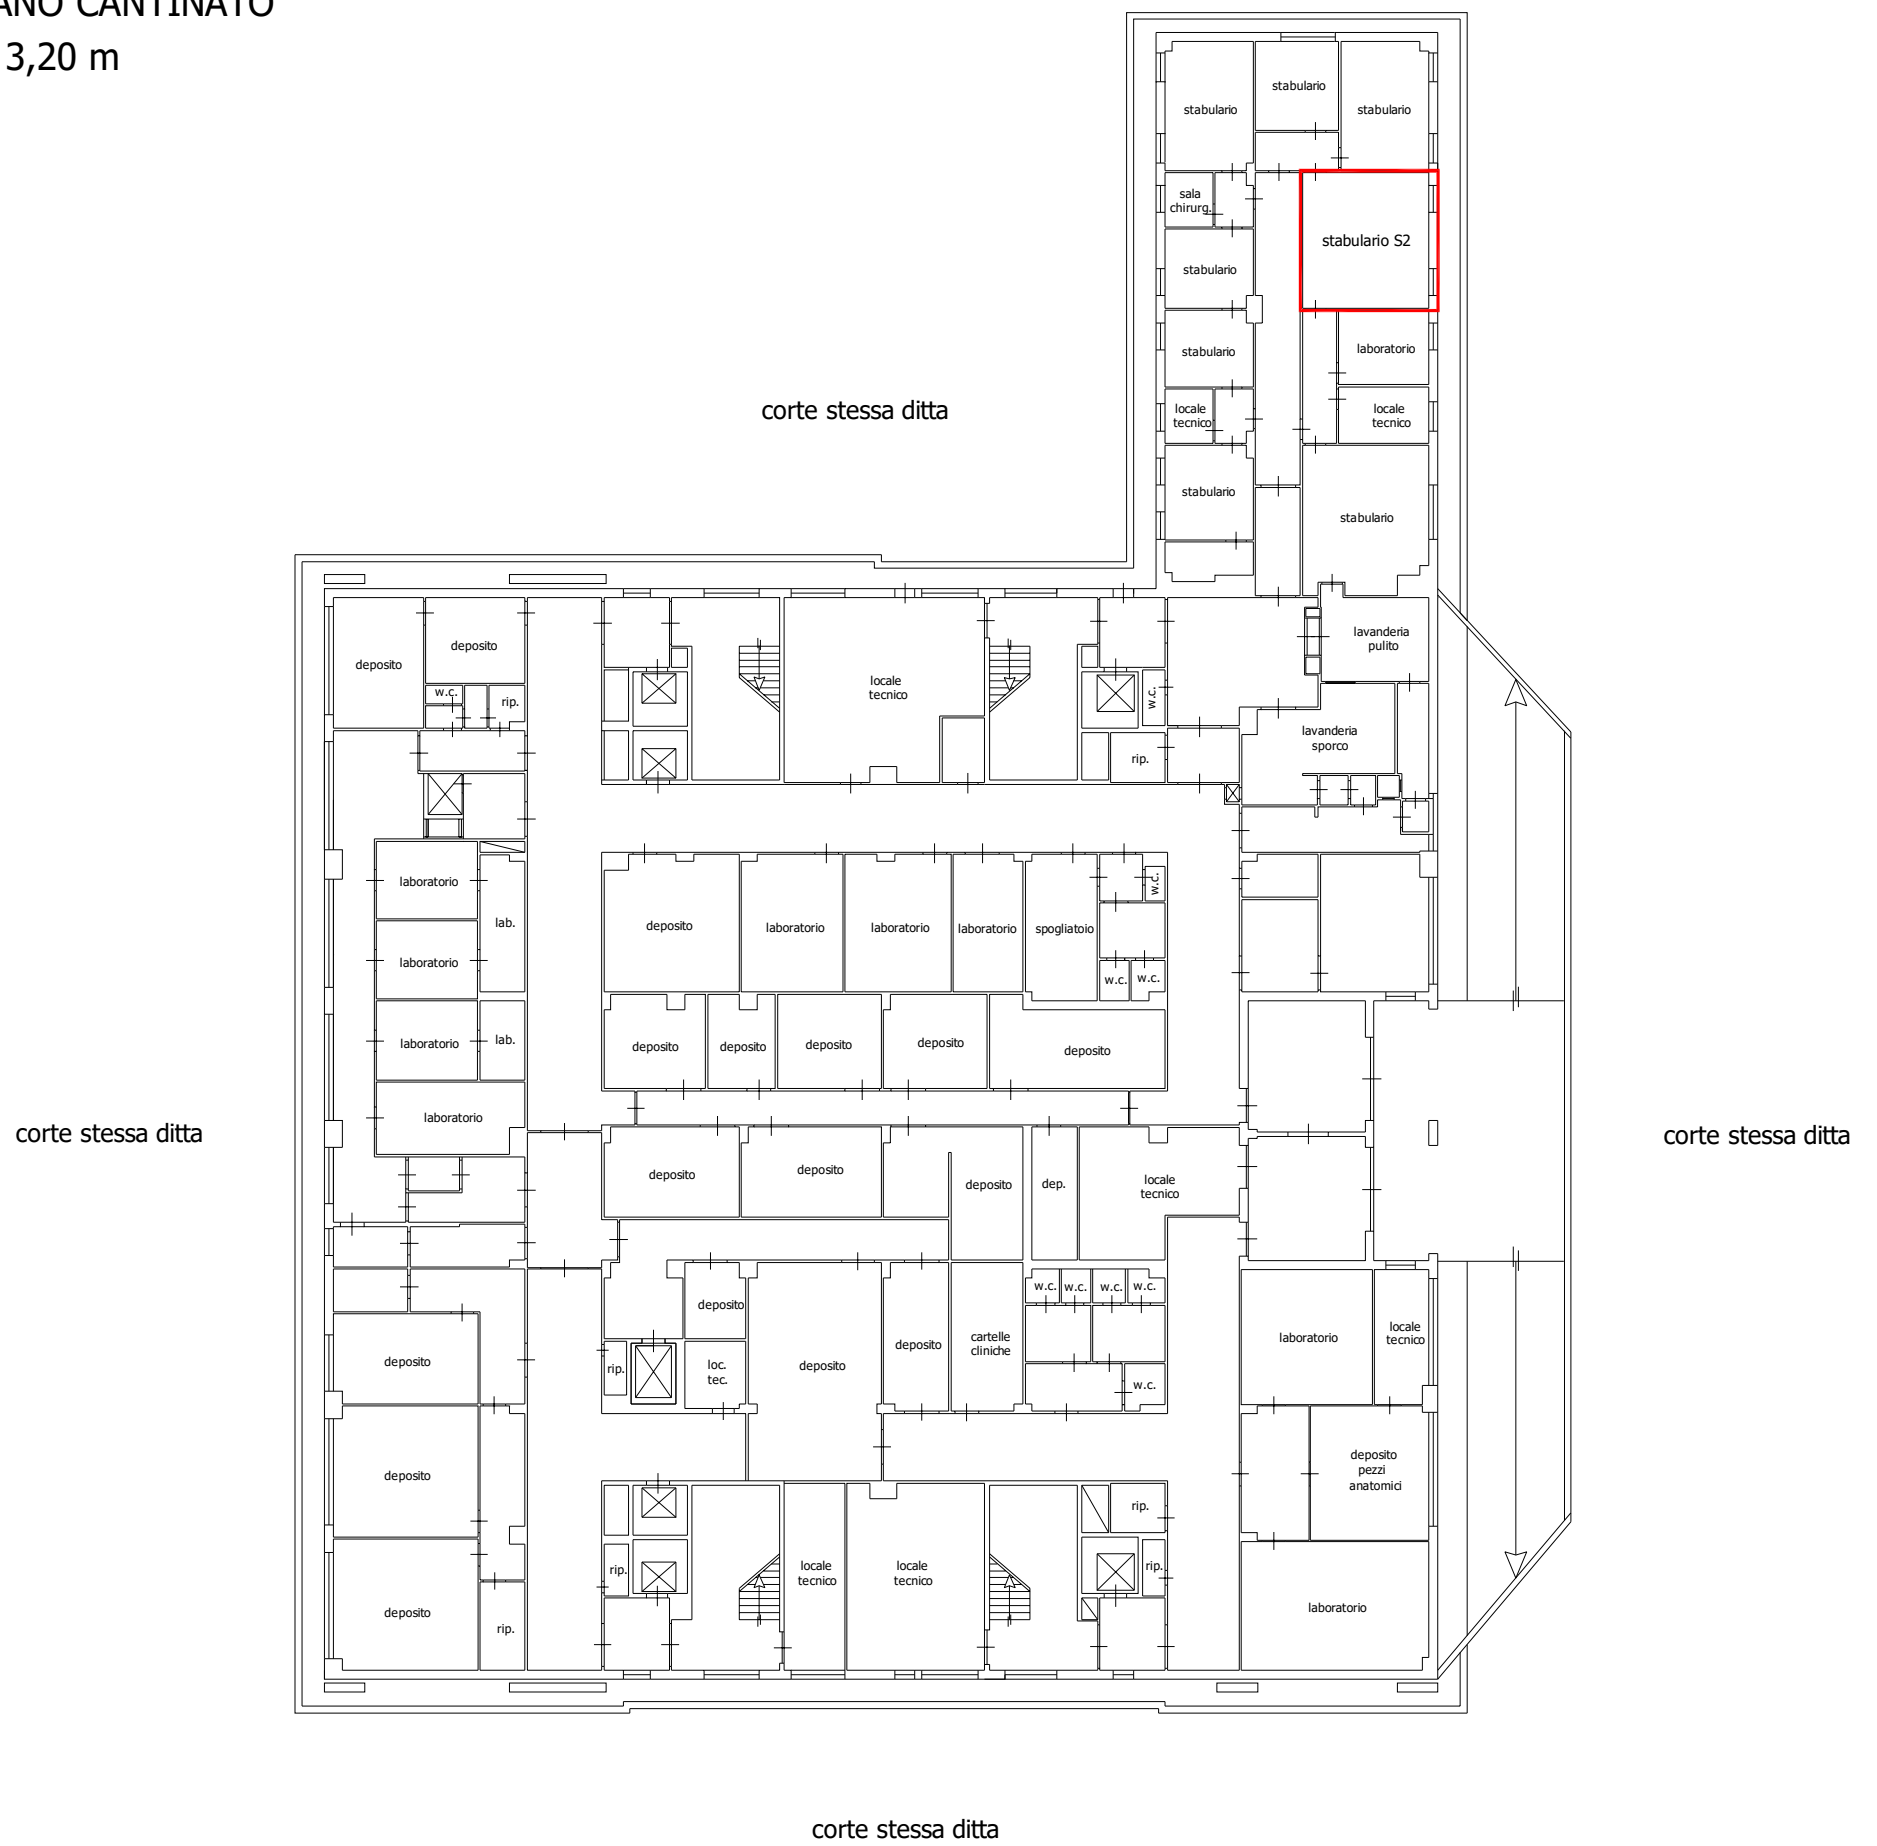 ANO CANTINATO
3,20 m
stabulario
stabulario
stabulario
sala
chirurg.
stabulario S2
stabulario
stabulario
laboratorio
locale
tecnico
locale
tecnico
corte stessa ditta
stabulario
stabulario
deposito
deposito
w.c.
rip.
locale
tecnico
w.c.
rip.
lavanderia
pulito
lavanderia
sporco
laboratorio
lab.
laboratorio
laboratorio
lab.
laboratorio
deposito
laboratorio
laboratorio
laboratorio
spogliatoio
w.c.
w.c.
w.c.
deposito
deposito
deposito
deposito
deposito
corte stessa ditta
corte stessa ditta
deposito
deposito
deposito
dep.
locale
tecnico
deposito
deposito
rip.
loc.
tec.
deposito
deposito
cartelle
cliniche
w.c.
w.c.
w.c.
w.c.
w.c.
laboratorio
locale
tecnico
deposito
deposito
pezzi
anatomici
rip.
deposito
rip.
rip.
locale
tecnico
locale
tecnico
rip.
laboratorio
corte stessa ditta